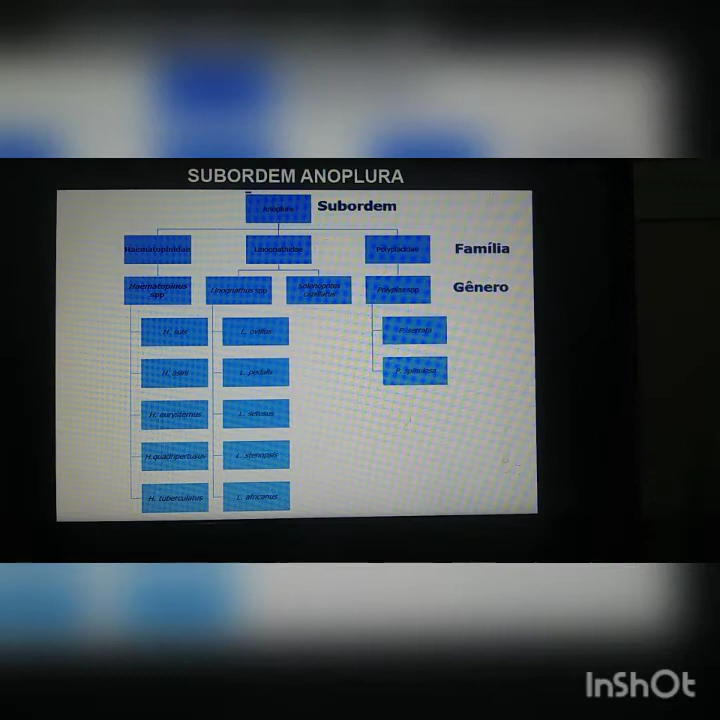 SUBORDEM ANOPLURA
Anoplura
Subordem
Haematopinidae
Linognathidae
Polyplacidae
Família
Haematopinus
spp
Linognathus spp
Solenopotes
capillatus
Polyplax spp
Gênero
H. suis
L. ovillus
P. serrata
H. asini
L. pedalis
P. spinulosa
H. eurysternus
L. setosus
H.quadripertusus
L. stenopsis
H. tuberculatus
L. africanus
InShOt